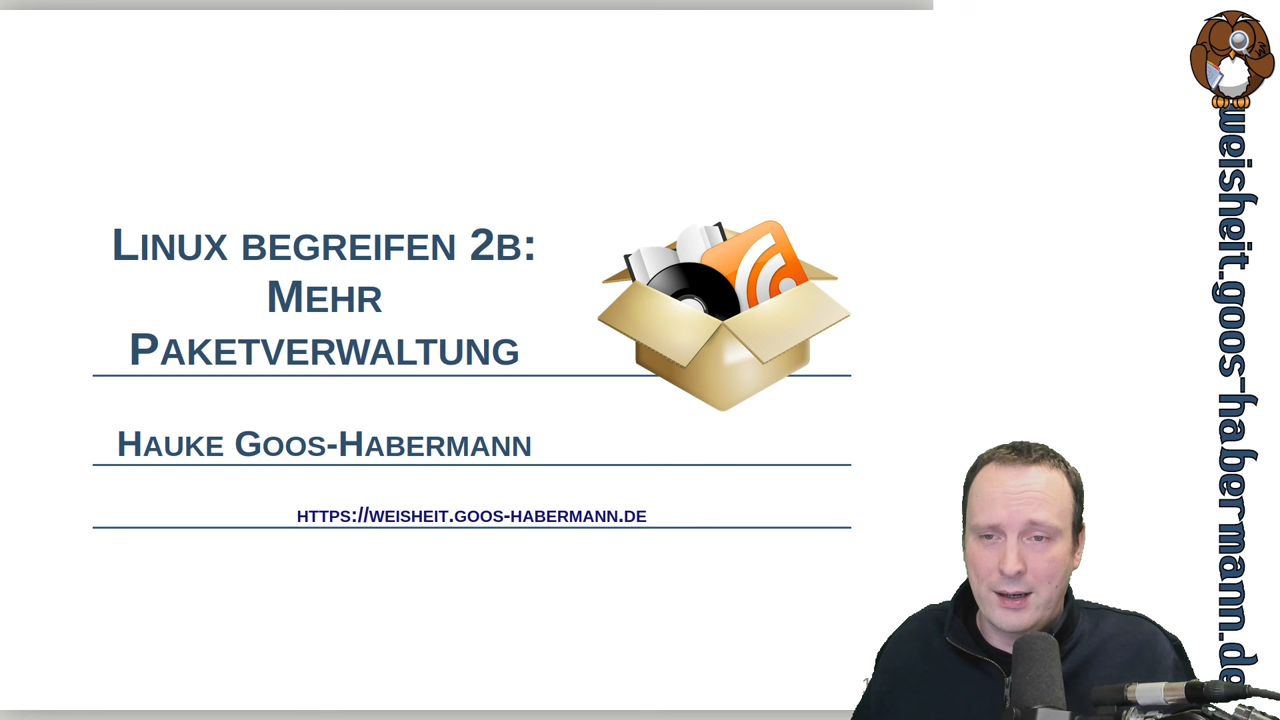 LINUX BEGREIFEN 2B:
MEHR
PAKETVERWALTUNG
HAUKE GOOS-HABERMANN
HTTPS://WEISHEIT.GOOS-HABERMANN.DE
weisheit.goos-habermann.de